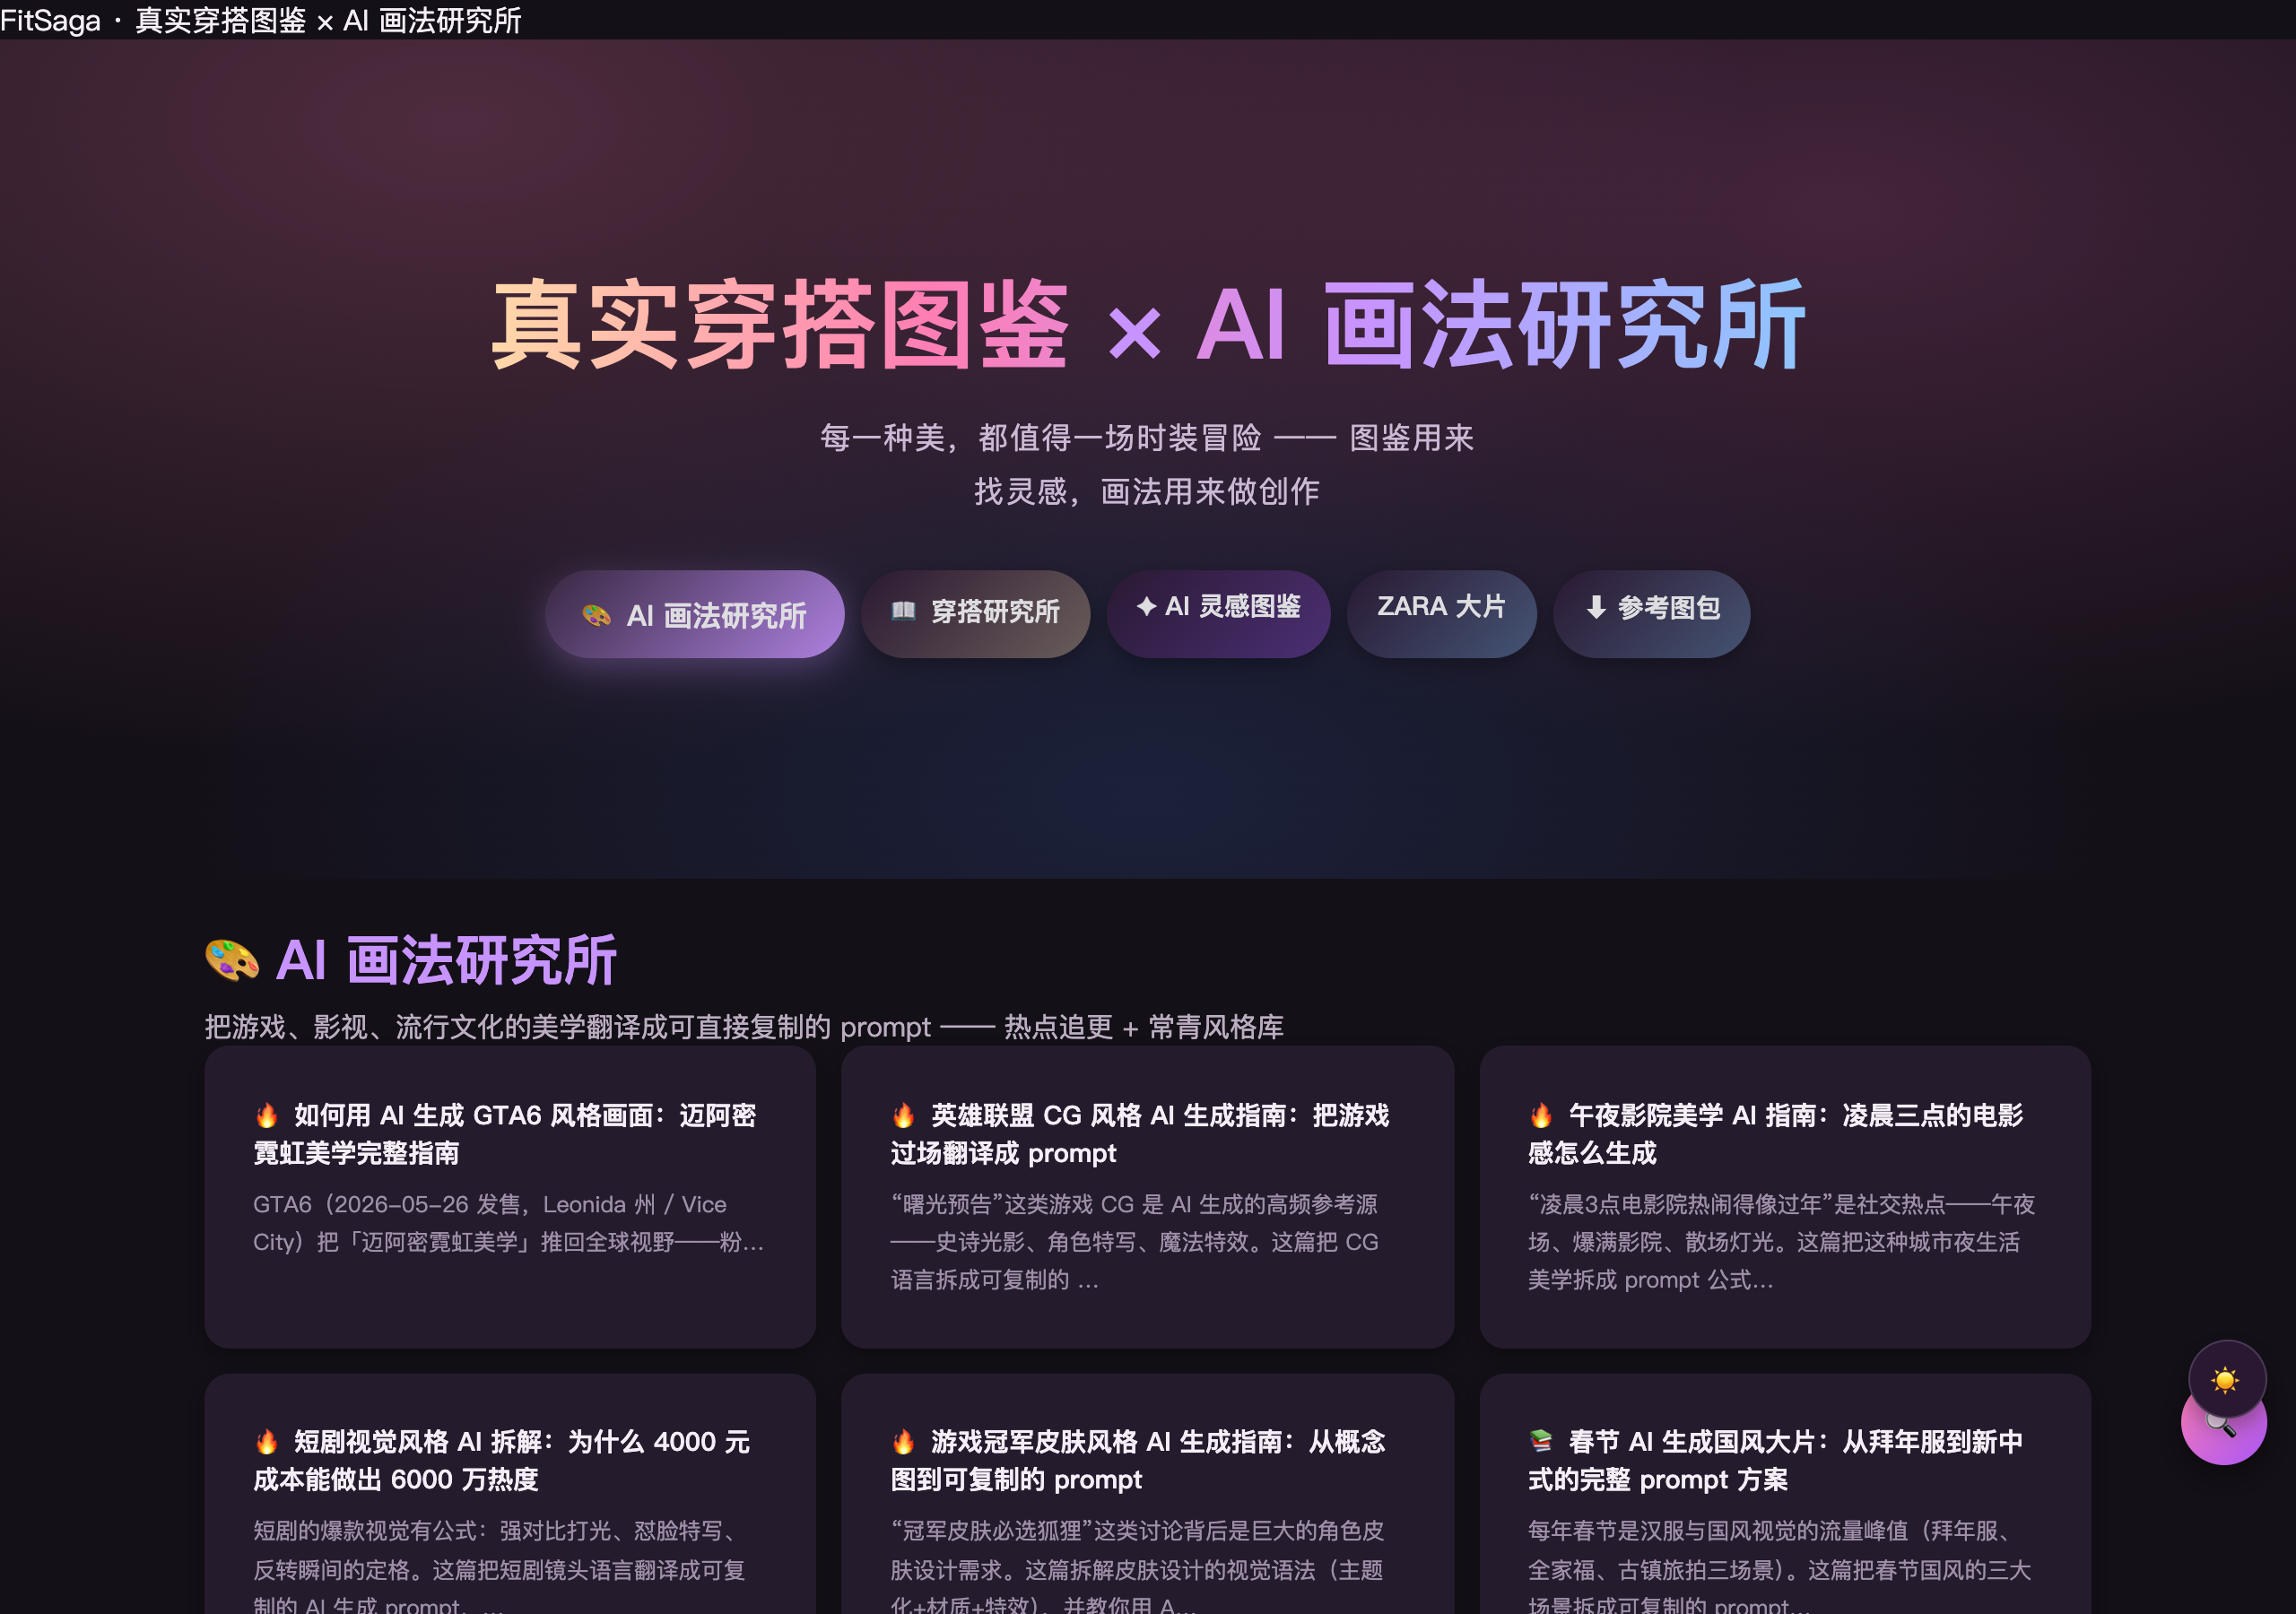 FitSaga · 真实穿搭图鉴 × AI 画法研究所
真实穿搭图鉴 × AI 画法研究所
每一种美，都值得一场时装冒险 —— 图鉴用来
找灵感，画法用来做创作
🎨 AI 画法研究所
📖 穿搭研究所
✦ AI 灵感图鉴
ZARA 大片
⬇ 参考图包
🎨 AI 画法研究所
把游戏、影视、流行文化的美学翻译成可直接复制的 prompt —— 热点追更 + 常青风格库
🔥 如何用 AI 生成 GTA6 风格画面：迈阿密
霓虹美学完整指南
GTA6（2026-05-26 发售，Leonida 州 / Vice
City）把「迈阿密霓虹美学」推回全球视野——粉…
🔥 英雄联盟 CG 风格 AI 生成指南：把游戏
过场翻译成 prompt
“曙光预告”这类游戏 CG 是 AI 生成的高频参考源
——史诗光影、角色特写、魔法特效。这篇把 CG
语言拆成可复制的 …
🔥 午夜影院美学 AI 指南：凌晨三点的电影
感怎么生成
“凌晨3点电影院热闹得像过年”是社交热点——午夜
场、爆满影院、散场灯光。这篇把这种城市夜生活
美学拆成 prompt 公式…
🔥 短剧视觉风格 AI 拆解：为什么 4000 元
成本能做出 6000 万热度
短剧的爆款视觉有公式：强对比打光、怼脸特写、
反转瞬间的定格。这篇把短剧镜头语言翻译成可复
制的 AI 生成 prompt，…
🔥 游戏冠军皮肤风格 AI 生成指南：从概念
图到可复制的 prompt
“冠军皮肤必选狐狸”这类讨论背后是巨大的角色皮
肤设计需求。这篇拆解皮肤设计的视觉语法（主题
化+材质+特效），并教你用 A…
📚 春节 AI 生成国风大片：从拜年服到新中
式的完整 prompt 方案
每年春节是汉服与国风视觉的流量峰值（拜年服、
全家福、古镇旅拍三场景）。这篇把春节国风的三大
场景拆成可复制的 prompt…